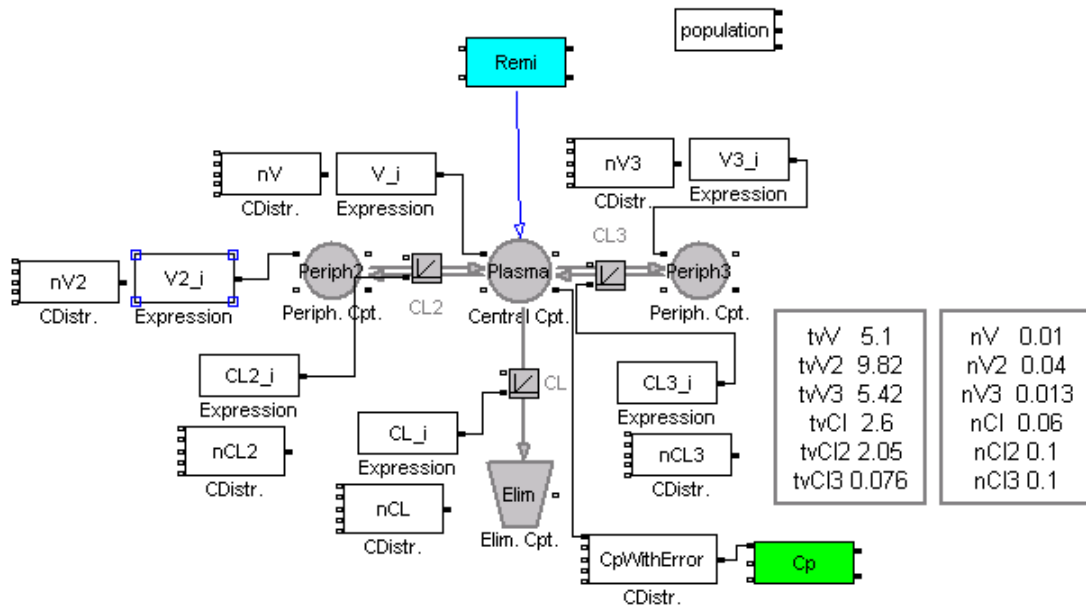 population
Remi
nV
CDistr.
V_i
Expression
nV3
CDistr.
V3_i
Expression
nV2
CDistr.
V2_i
Expression
Periph2
Periph. Cpt.
CL2
Plasma
Central Cpt.
CL3
Periph3
Periph. Cpt.
CL2_i
Expression
nCL2
CDistr.
CL_i
Expression
nCL
CDistr.
CL
Elim
Elim. Cpt.
CL3_i
Expression
nCL3
CDistr.
CpWithError
CDistr.
Cp
tvV 5.1
tvV2 9.82
tvV3 5.42
tvCl 2.6
tvCl2 2.05
tvCl3 0.076
nV 0.01
nV2 0.04
nV3 0.013
nCl 0.06
nCl2 0.1
nCl3 0.1